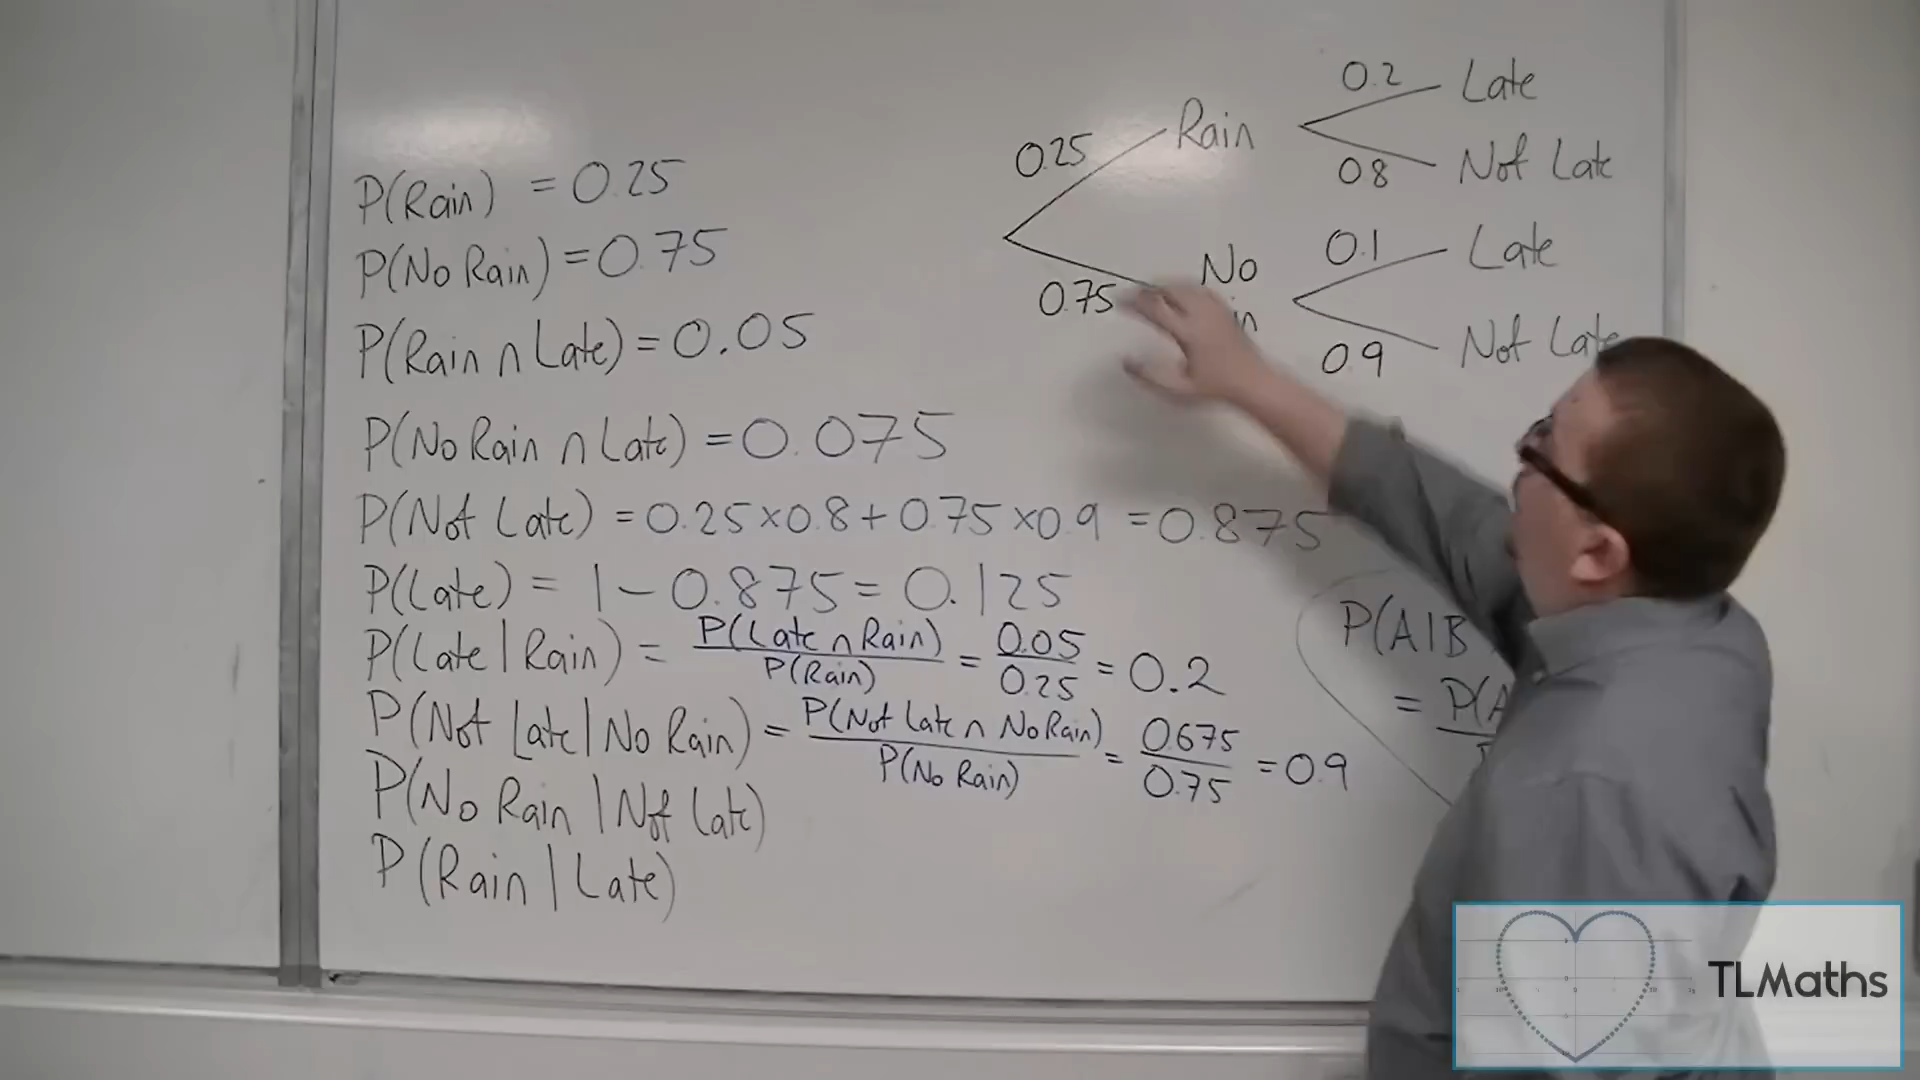 P(Rain) = 0.25
P(No Rain) = 0.75
P(Rain ∩ Late) = 0.05
P(No Rain ∩ Late) = 0.075
P(Not Late) = 0.25×0.8 + 0.75×0.9 = 0.875
P(Late) = 1 - 0.875 = 0.125
P(Late | Rain) = P(Late ∩ Rain) / P(Rain) = 0.05 / 0.25 = 0.2
P(Not Late | No Rain) = P(Not Late ∩ No Rain) / P(No Rain) = 0.675 / 0.75 = 0.9
P(No Rain | Not Late)
P(Rain | Late)
0.25 Rain
0.2 Late
0.8 Not Late
0.75 No
0.1 Late
0.9 Not Late
P(A|B
= P(A
TLMaths